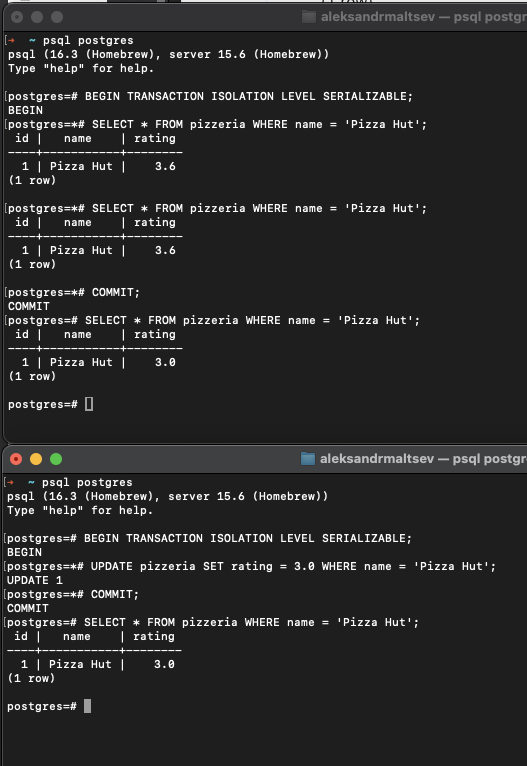 aleksandrmaltsev — psql postgr
→ ~ psql postgres
psql (16.3 (Homebrew), server 15.6 (Homebrew))
Type "help" for help.
[postgres=# BEGIN TRANSACTION ISOLATION LEVEL SERIALIZABLE;
BEGIN
[postgres=*# SELECT * FROM pizzeria WHERE name = 'Pizza Hut';
id | name | rating
----+-----------+--------
1 | Pizza Hut | 3.6
(1 row)
[postgres=*# SELECT * FROM pizzeria WHERE name = 'Pizza Hut';
id | name | rating
----+-----------+--------
1 | Pizza Hut | 3.6
(1 row)
[postgres=*# COMMIT;
COMMIT
[postgres=# SELECT * FROM pizzeria WHERE name = 'Pizza Hut';
id | name | rating
----+-----------+--------
1 | Pizza Hut | 3.0
(1 row)
postgres=#
aleksandrmaltsev — psql postgr
[→ ~ psql postgres
psql (16.3 (Homebrew), server 15.6 (Homebrew))
Type "help" for help.
[postgres=# BEGIN TRANSACTION ISOLATION LEVEL SERIALIZABLE;
BEGIN
[postgres=*# UPDATE pizzeria SET rating = 3.0 WHERE name = 'Pizza Hut';
UPDATE 1
[postgres=*# COMMIT;
COMMIT
[postgres=# SELECT * FROM pizzeria WHERE name = 'Pizza Hut';
id | name | rating
----+-----------+--------
1 | Pizza Hut | 3.0
(1 row)
postgres=#